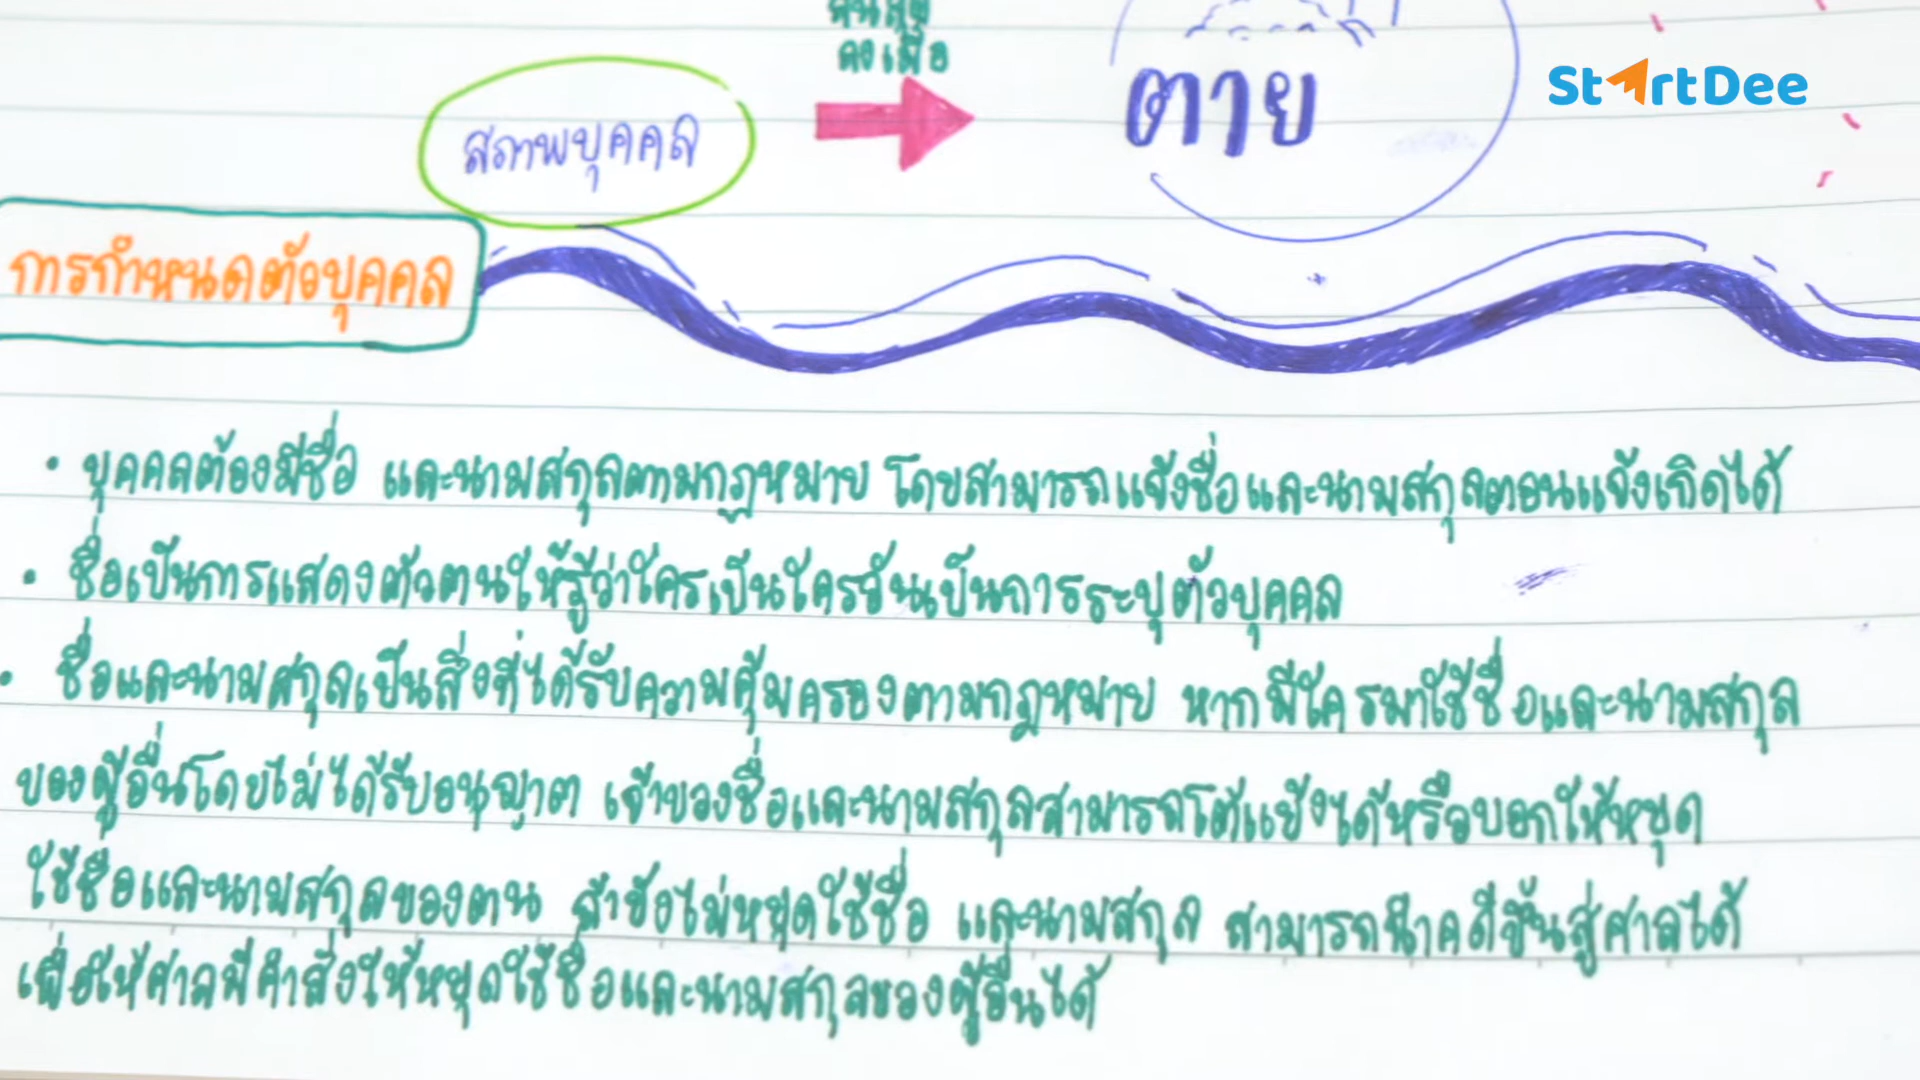 สิ้นสุด
ลงเมื่อ
ตาย
StartDee
สภาพบุคคล
การกำหนดตัวบุคคล
• บุคคลต้องมีชื่อ และนามสกุลตามกฎหมาย โดยสามารถแจ้งชื่อและนามสกุลตอนแจ้งเกิดได้
• ชื่อเป็นการแสดงตัวตนให้รู้ว่าใครเป็นใครอันเป็นการระบุตัวบุคคล
• ชื่อและนามสกุลเป็นสิ่งที่ได้รับความคุ้มครองตามกฎหมาย หากมีใครมาใช้ชื่อและนามสกุล
ของผู้อื่นโดยไม่ได้รับอนุญาต เจ้าของชื่อและนามสกุลสามารถโต้แย้งได้หรือบอกให้หยุด
ใช้ชื่อและนามสกุลของตน ถ้ายังไม่หยุดใช้ชื่อ และนามสกุล สามารถนำคดีขึ้นสู่ศาลได้
เพื่อให้ศาลมีคำสั่งให้หยุดใช้ชื่อและนามสกุลของผู้อื่นได้